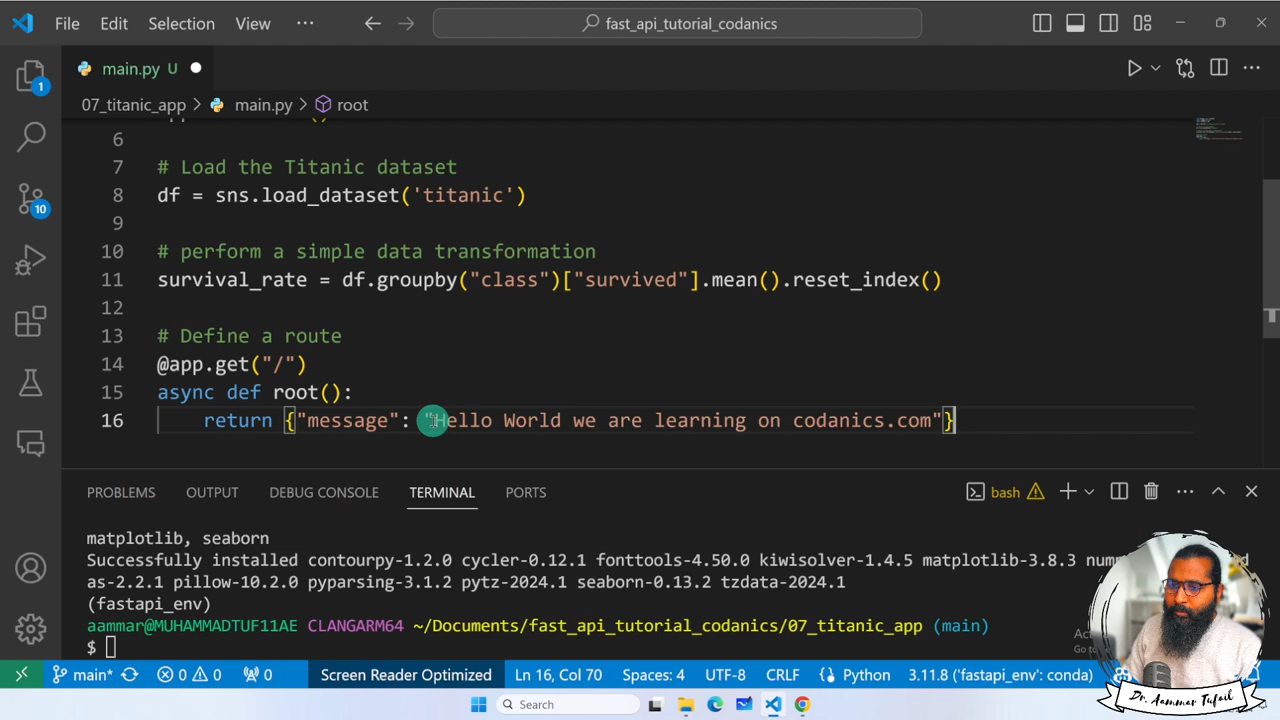 File Edit Selection View ··· fast_api_tutorial_codanics
main.py U
07_titanic_app > main.py > root
6
7 # Load the Titanic dataset
8 df = sns.load_dataset('titanic')
9
10 # perform a simple data transformation
11 survival_rate = df.groupby("class")["survived"].mean().reset_index()
12
13 # Define a route
14 @app.get("/")
15 async def root():
16 return {"message": "Hello World we are learning on codanics.com"}
1
10
PROBLEMS OUTPUT DEBUG CONSOLE TERMINAL PORTS bash
matplotlib, seaborn
Successfully installed contourpy-1.2.0 cycler-0.12.1 fonttools-4.50.0 kiwisolver-1.4.5 matplotlib-3.8.3
as-2.2.1 pillow-10.2.0 pyparsing-3.1.2 pytz-2024.1 seaborn-0.13.2 tzdata-2024.1
(fastapi_env)
aammar@MUHAMMADTUF11AE CLANGARM64 ~/Documents/fast_api_tutorial_codanics/07_titanic_app (main)
$
main* 0 0 0 Screen Reader Optimized Ln 16, Col 70 Spaces: 4 UTF-8 CRLF Python 3.11.8 ('fastapi_env': conda)
Search
Dr. Aammar Tufail